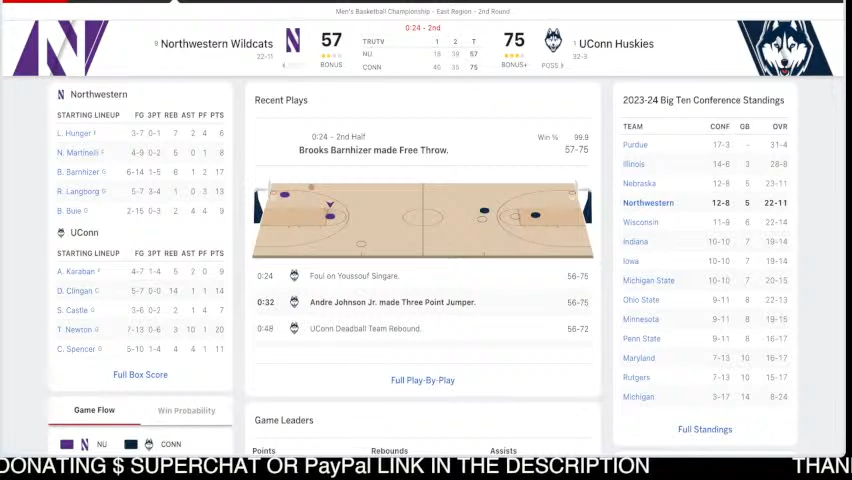 Men's Basketball Championship - East Region - 2nd Round
9 Northwestern Wildcats
22-11
57
BONUS
0:24 - 2nd
TRUTV 1 2 T
NU 18 39 57
CONN 40 35 75
75
BONUS+
POSS
1 UConn Huskies
32-3
Northwestern
STARTING LINEUP FG 3PT REB AST PF PTS
L. Hunger F 3-7 0-1 7 2 4 6
N. Martinelli F 4-9 0-2 5 0 1 8
B. Barnhizer G 6-14 1-5 6 1 2 17
R. Langborg G 5-7 3-4 1 0 3 13
B. Buie G 2-15 0-3 2 4 4 9
UConn
STARTING LINEUP FG 3PT REB AST PF PTS
A. Karaban F 4-7 1-4 5 2 0 9
D. Clingan C 5-7 0-0 14 1 1 14
S. Castle G 3-6 0-2 2 1 4 7
T. Newton G 7-13 0-6 3 10 1 20
C. Spencer G 5-10 1-4 4 4 1 11
Full Box Score
Game Flow Win Probability
NU CONN
Recent Plays
0:24 - 2nd Half Win % 99.9
Brooks Barnhizer made Free Throw. 57-75
0:24 Foul on Youssouf Singare. 56-75
0:32 Andre Johnson Jr. made Three Point Jumper. 56-75
0:48 UConn Deadball Team Rebound. 56-72
Full Play-By-Play
Game Leaders
Points Rebounds Assists
2023-24 Big Ten Conference Standings
TEAM CONF GB OVR
Purdue 17-3 - 31-4
Illinois 14-6 3 28-8
Nebraska 12-8 5 23-11
Northwestern 12-8 5 22-11
Wisconsin 11-9 6 22-14
Indiana 10-10 7 19-14
Iowa 10-10 7 19-14
Michigan State 10-10 7 20-15
Ohio State 9-11 8 22-13
Minnesota 9-11 8 19-15
Penn State 9-11 8 16-17
Maryland 7-13 10 16-17
Rutgers 7-13 10 15-17
Michigan 3-17 14 8-24
Full Standings
DONATING $ SUPERCHAT OR PayPal LINK IN THE DESCRIPTION THAN